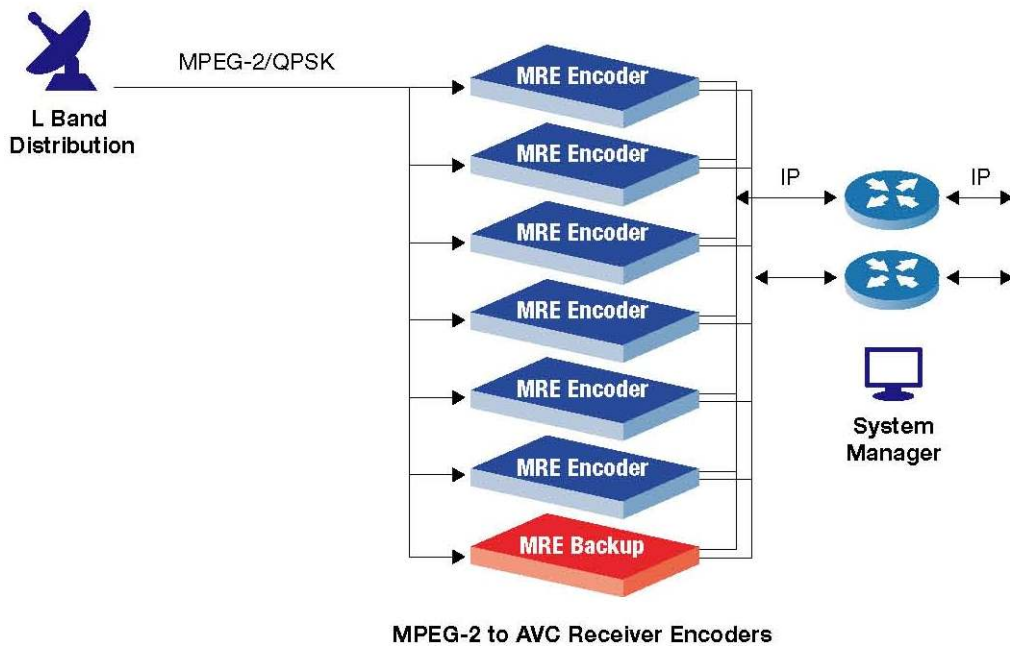 MPEG-2/QPSK
L Band
Distribution
MRE Encoder
MRE Encoder
MRE Encoder
MRE Encoder
MRE Encoder
MRE Encoder
MRE Backup
IP
IP
System
Manager
MPEG-2 to AVC Receiver Encoders